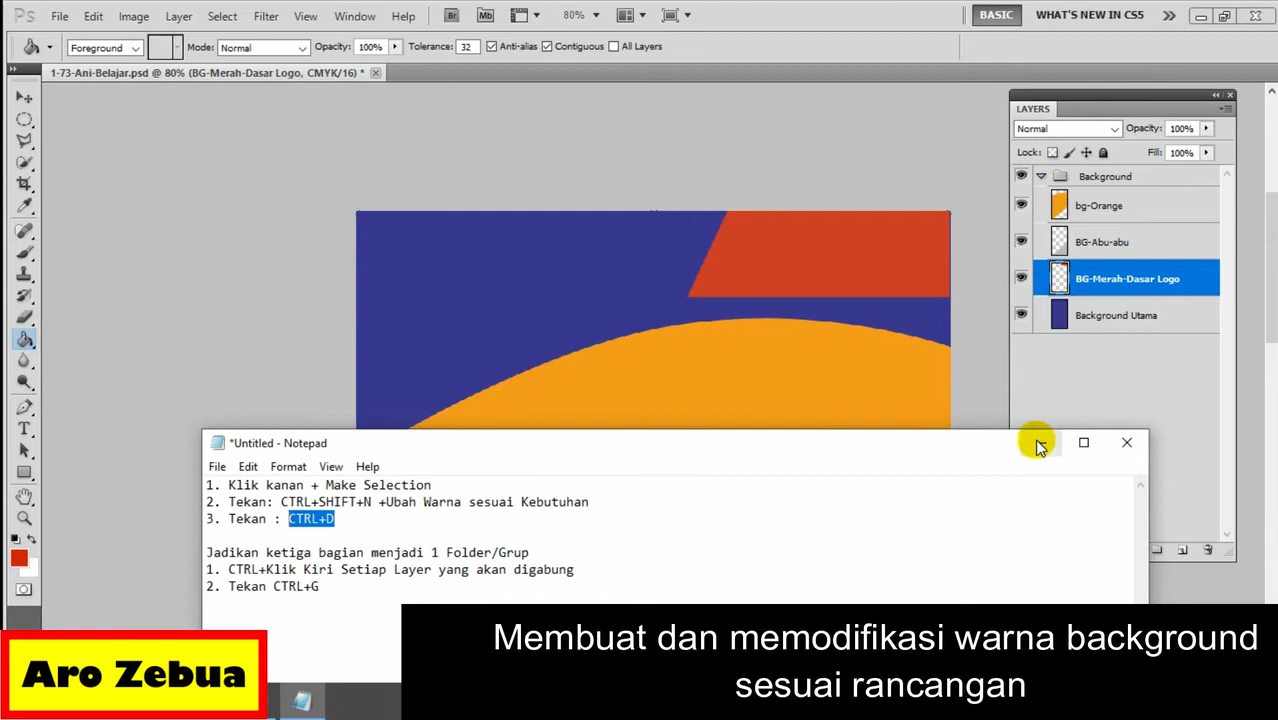 Ps File Edit Image Layer Select Filter View Window Help Br Mb 80% BASIC WHAT'S NEW IN CS5
Foreground Mode: Normal Opacity: 100% Tolerance: 32 Anti-alias Contiguous All Layers
1-73-Ani-Belajar.psd @ 80% (BG-Merah-Dasar Logo, CMYK/16) *
LAYERS
Normal Opacity: 100%
Lock: Fill: 100%
Background
bg-Orange
BG-Abu-abu
BG-Merah-Dasar Logo
Background Utama
*Untitled - Notepad
File Edit Format View Help
1. Klik kanan + Make Selection
2. Tekan: CTRL+SHIFT+N +Ubah Warna sesuai Kebutuhan
3. Tekan : CTRL+D
Jadikan ketiga bagian menjadi 1 Folder/Grup
1. CTRL+Klik Kiri Setiap Layer yang akan digabung
2. Tekan CTRL+G
Membuat dan memodifikasi warna background
sesuai rancangan
Aro Zebua